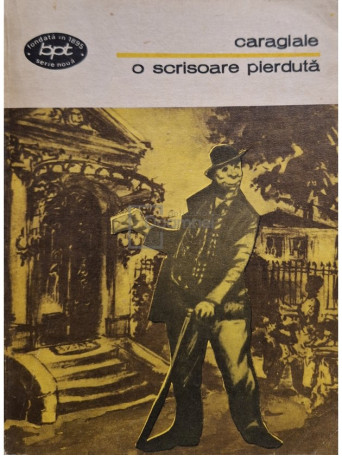 fondată în 1895
bpt
serie nouă
caragiale
o scrisoare pierdută